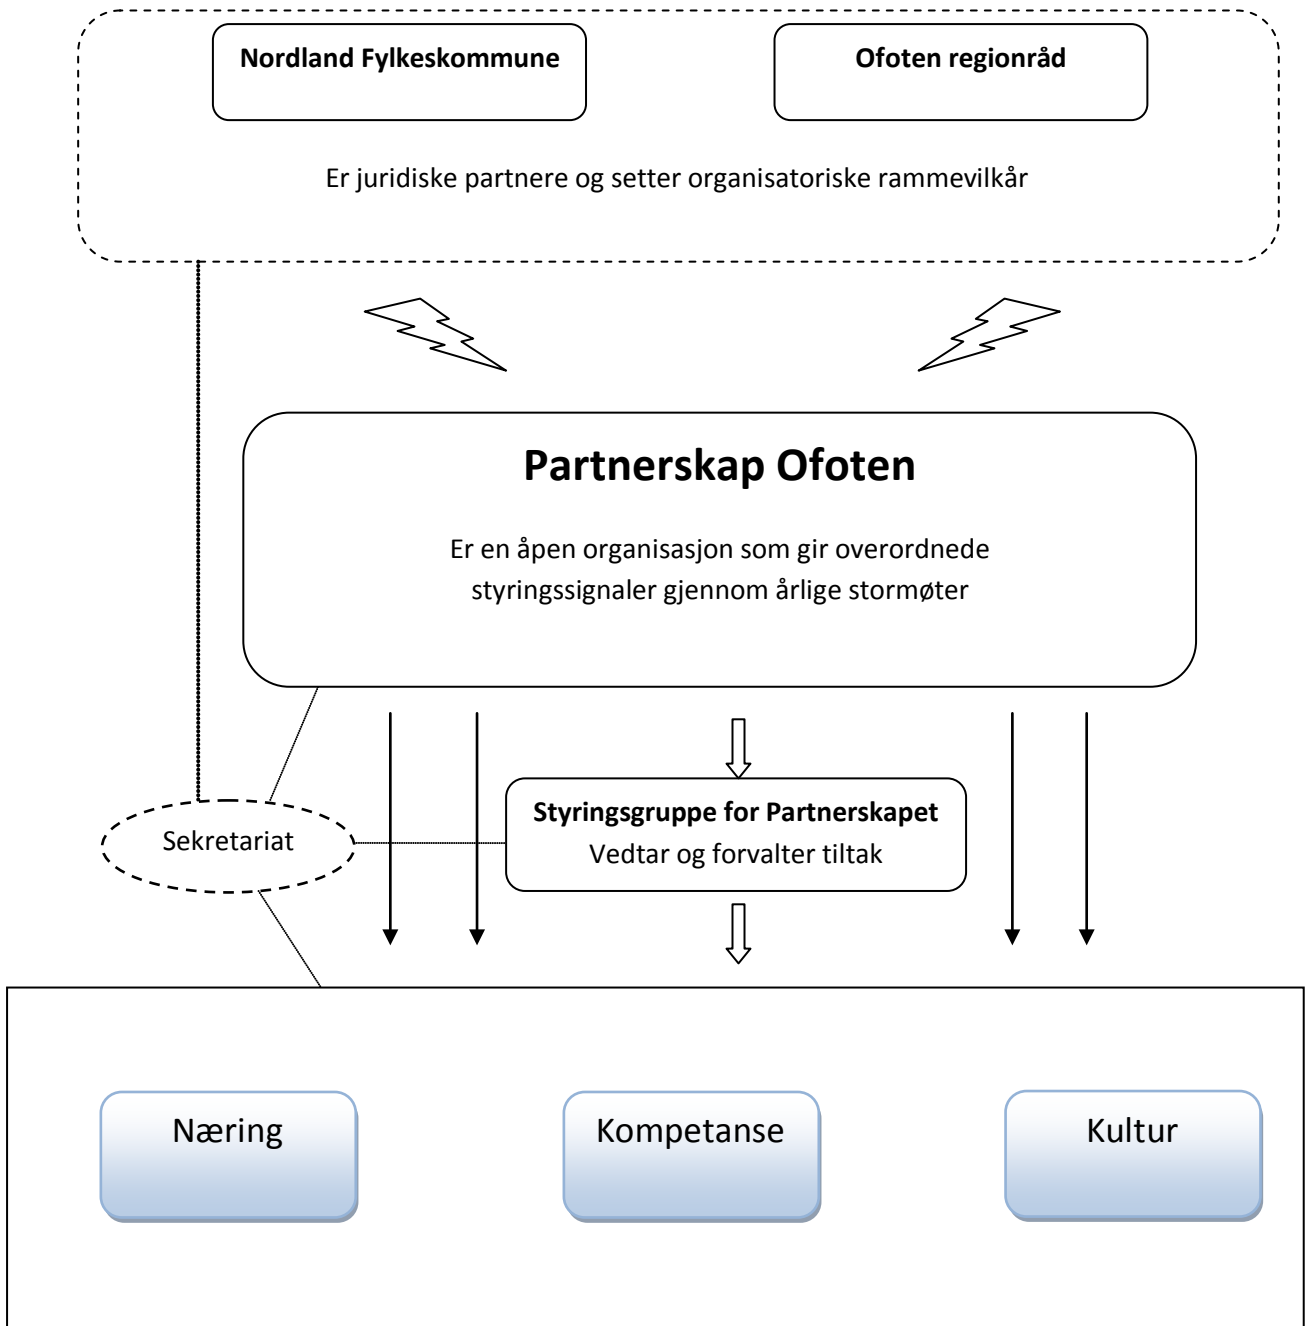 Nordland Fylkeskommune
Ofoten regionråd
Er juridiske partnere og setter organisatoriske rammevilkår
Partnerskap Ofoten
Er en åpen organisasjon som gir overordnede
styringssignaler gjennom årlige stormøter
Styringsgruppe for Partnerskapet
Vedtar og forvalter tiltak
Sekretariat
Næring
Kompetanse
Kultur